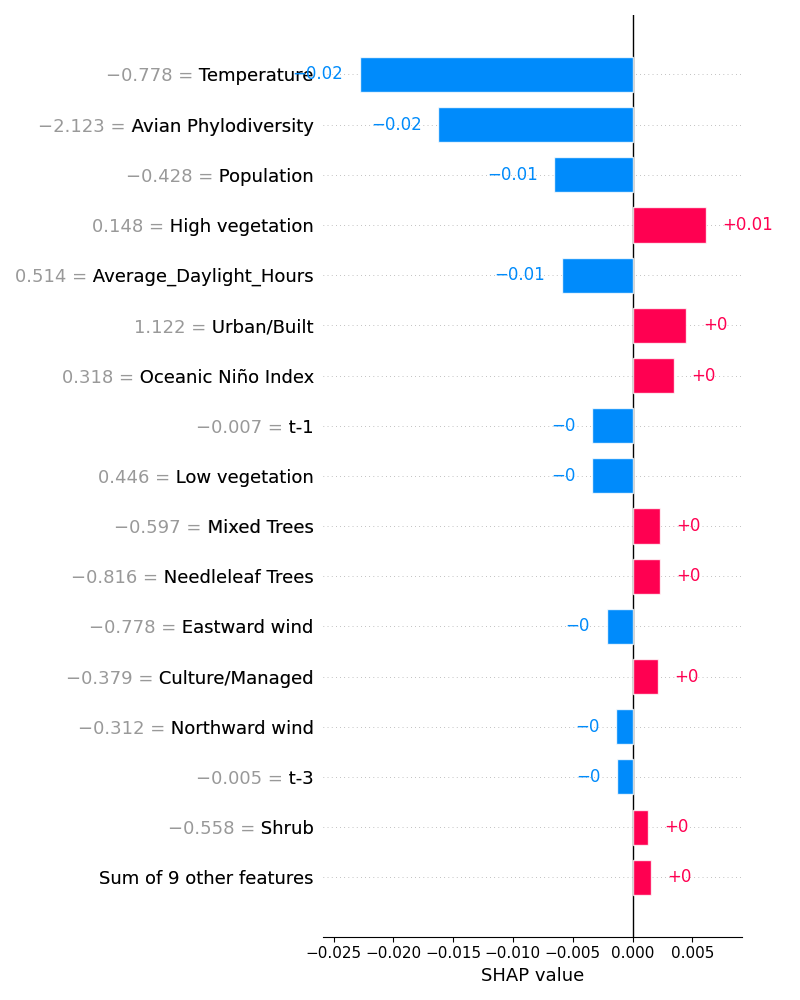 −0.778 = Temperature −0.02
−2.123 = Avian Phylodiversity −0.02
−0.428 = Population −0.01
0.148 = High vegetation +0.01
0.514 = Average_Daylight_Hours −0.01
1.122 = Urban/Built +0
0.318 = Oceanic Niño Index +0
−0.007 = t-1 −0
0.446 = Low vegetation −0
−0.597 = Mixed Trees +0
−0.816 = Needleleaf Trees +0
−0.778 = Eastward wind −0
−0.379 = Culture/Managed +0
−0.312 = Northward wind −0
−0.005 = t-3 −0
−0.558 = Shrub +0
Sum of 9 other features +0
−0.025 −0.020 −0.015 −0.010 −0.005 0.000 0.005
SHAP value